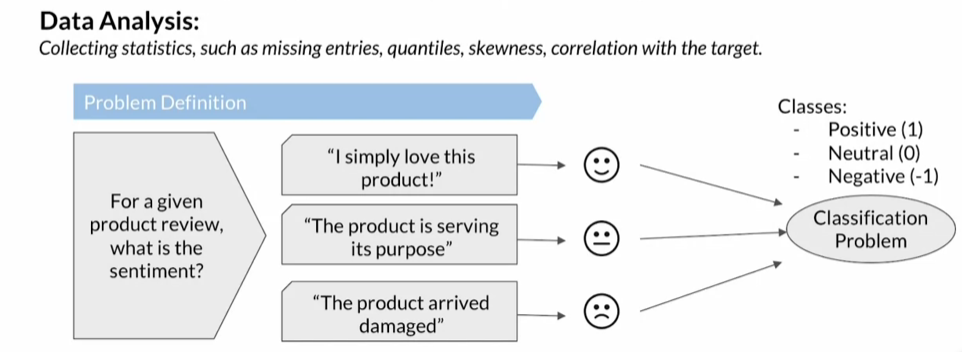 Data Analysis:
Collecting statistics, such as missing entries, quantiles, skewness, correlation with the target.
Problem Definition
For a given
product review,
what is the
sentiment?
“I simply love this
product!”
“The product is serving
its purpose”
“The product arrived
damaged”
Classes:
- Positive (1)
- Neutral (0)
- Negative (-1)
Classification
Problem